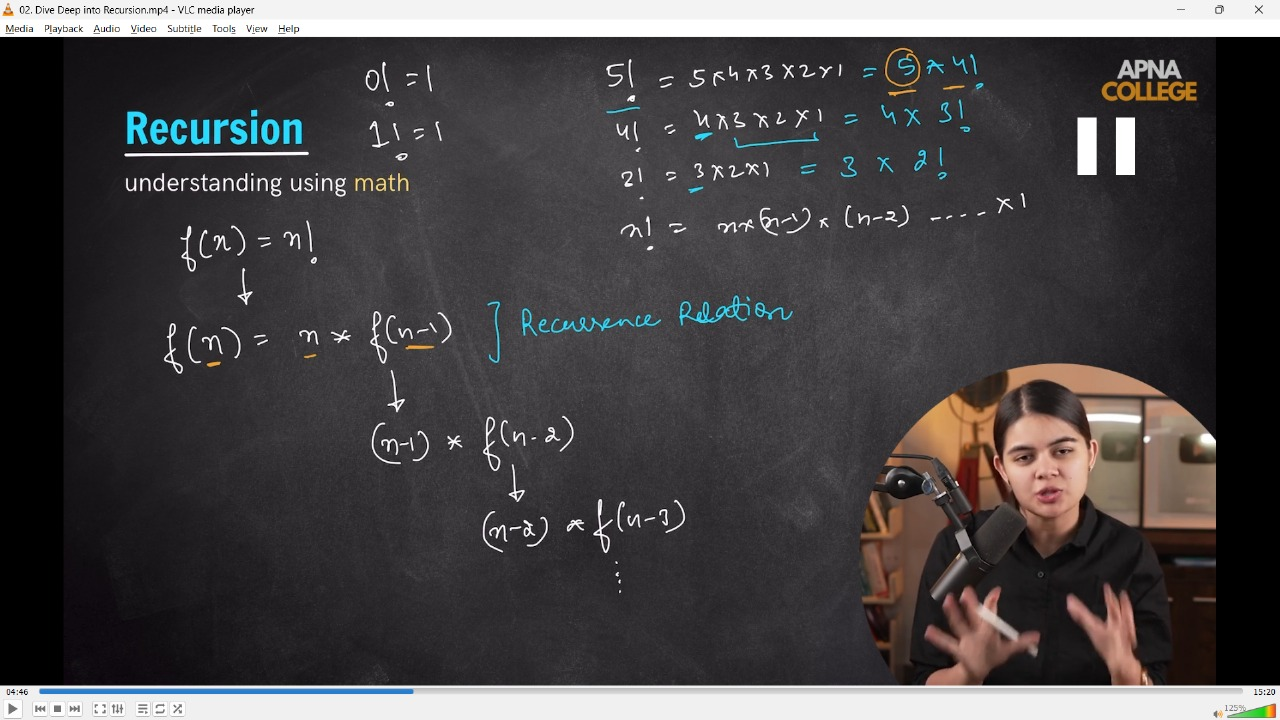 02. Dive Deep into Recursion.mp4 - VLC media player
Media Playback Audio Video Subtitle Tools View Help
0! = 1
1! = 1
5! = 5×4×3×2×1 = 5 × 4!
4! = 4×3×2×1 = 4 × 3!
2! = 3×2×1 = 3 × 2!
n! = n×(n-1)×(n-2) ---- ×1
APNA
COLLEGE
Recursion
understanding using math
f(n) = n!
f(n) = n * f(n-1) ] Recurrence Relation
(n-1) * f(n-2)
(n-2) * f(n-3)
04:46
15:20
125%